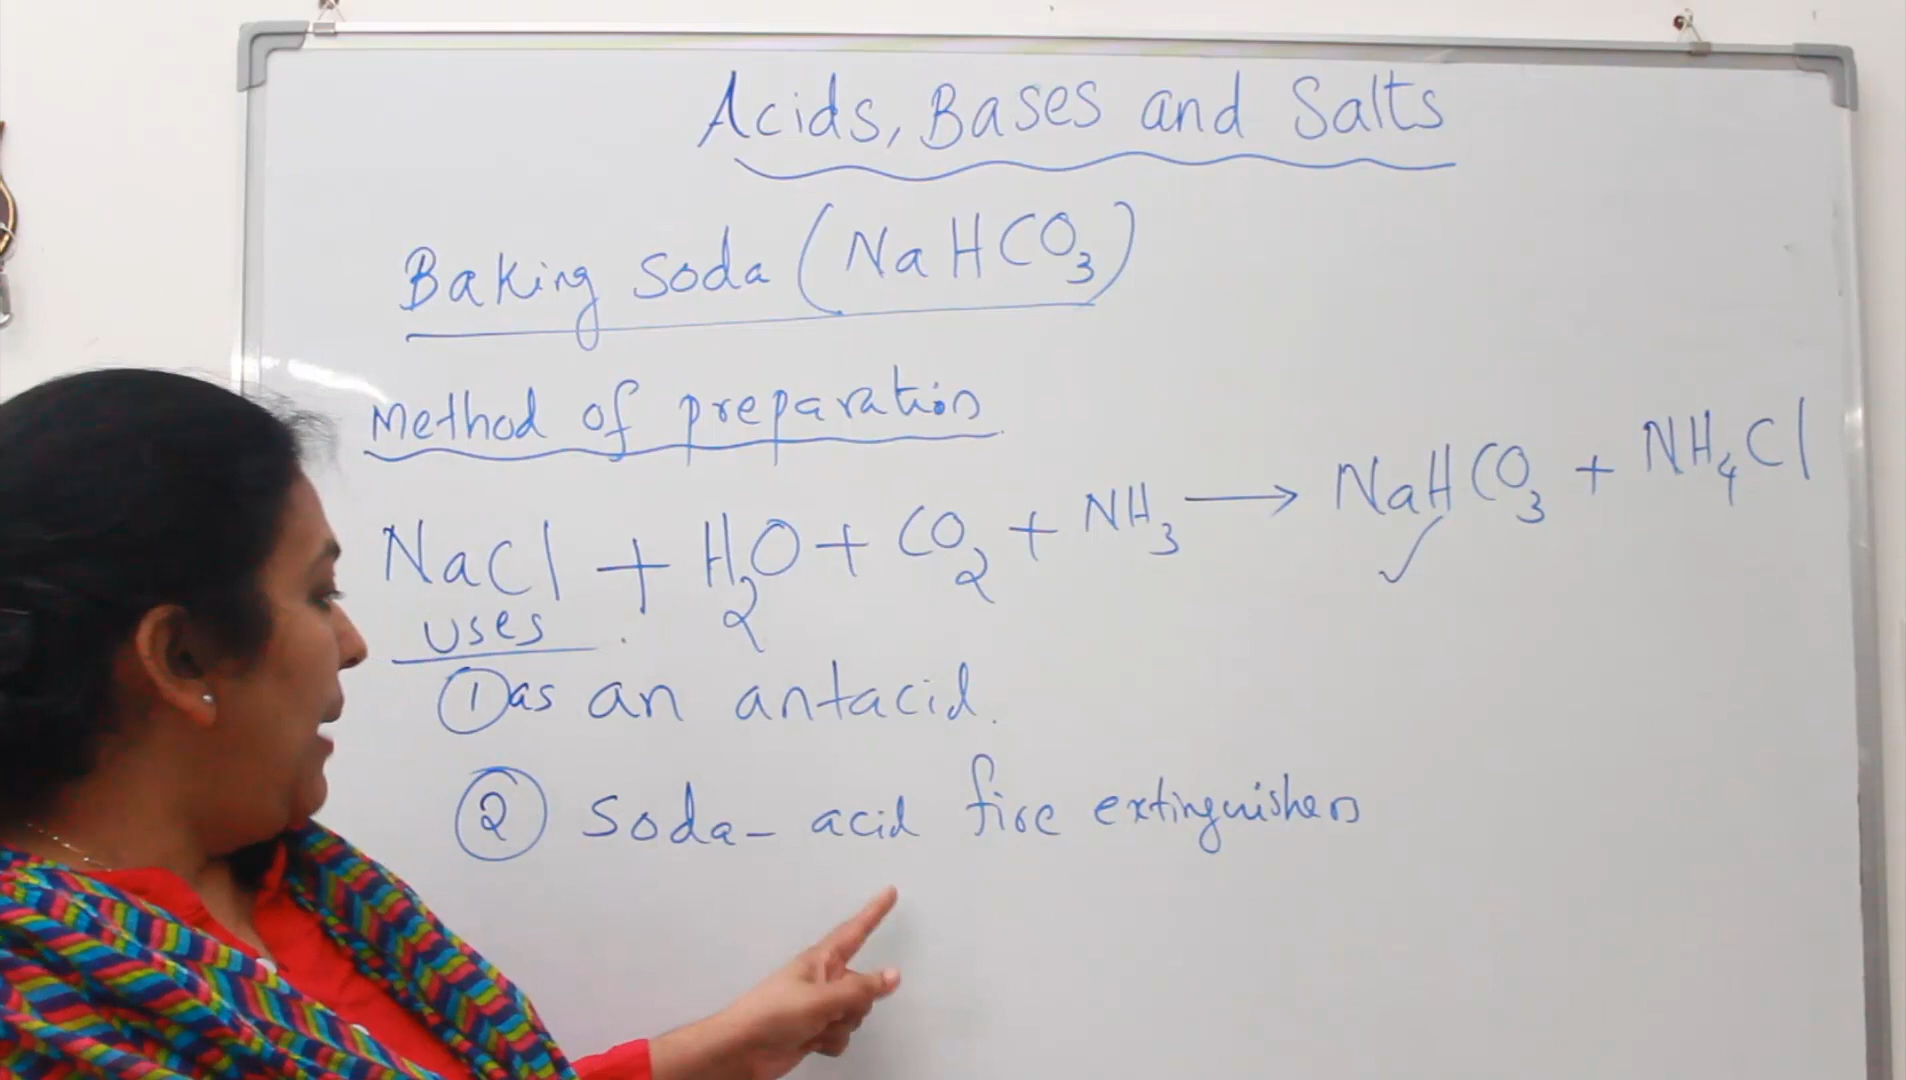 Acids, Bases and Salts
Baking Soda (NaHCO₃)
Method of preparation
NaCl + H₂O + CO₂ + NH₃ → NaHCO₃ + NH₄Cl ✓
uses
① as an antacid.
② Soda-acid fire extinguishers